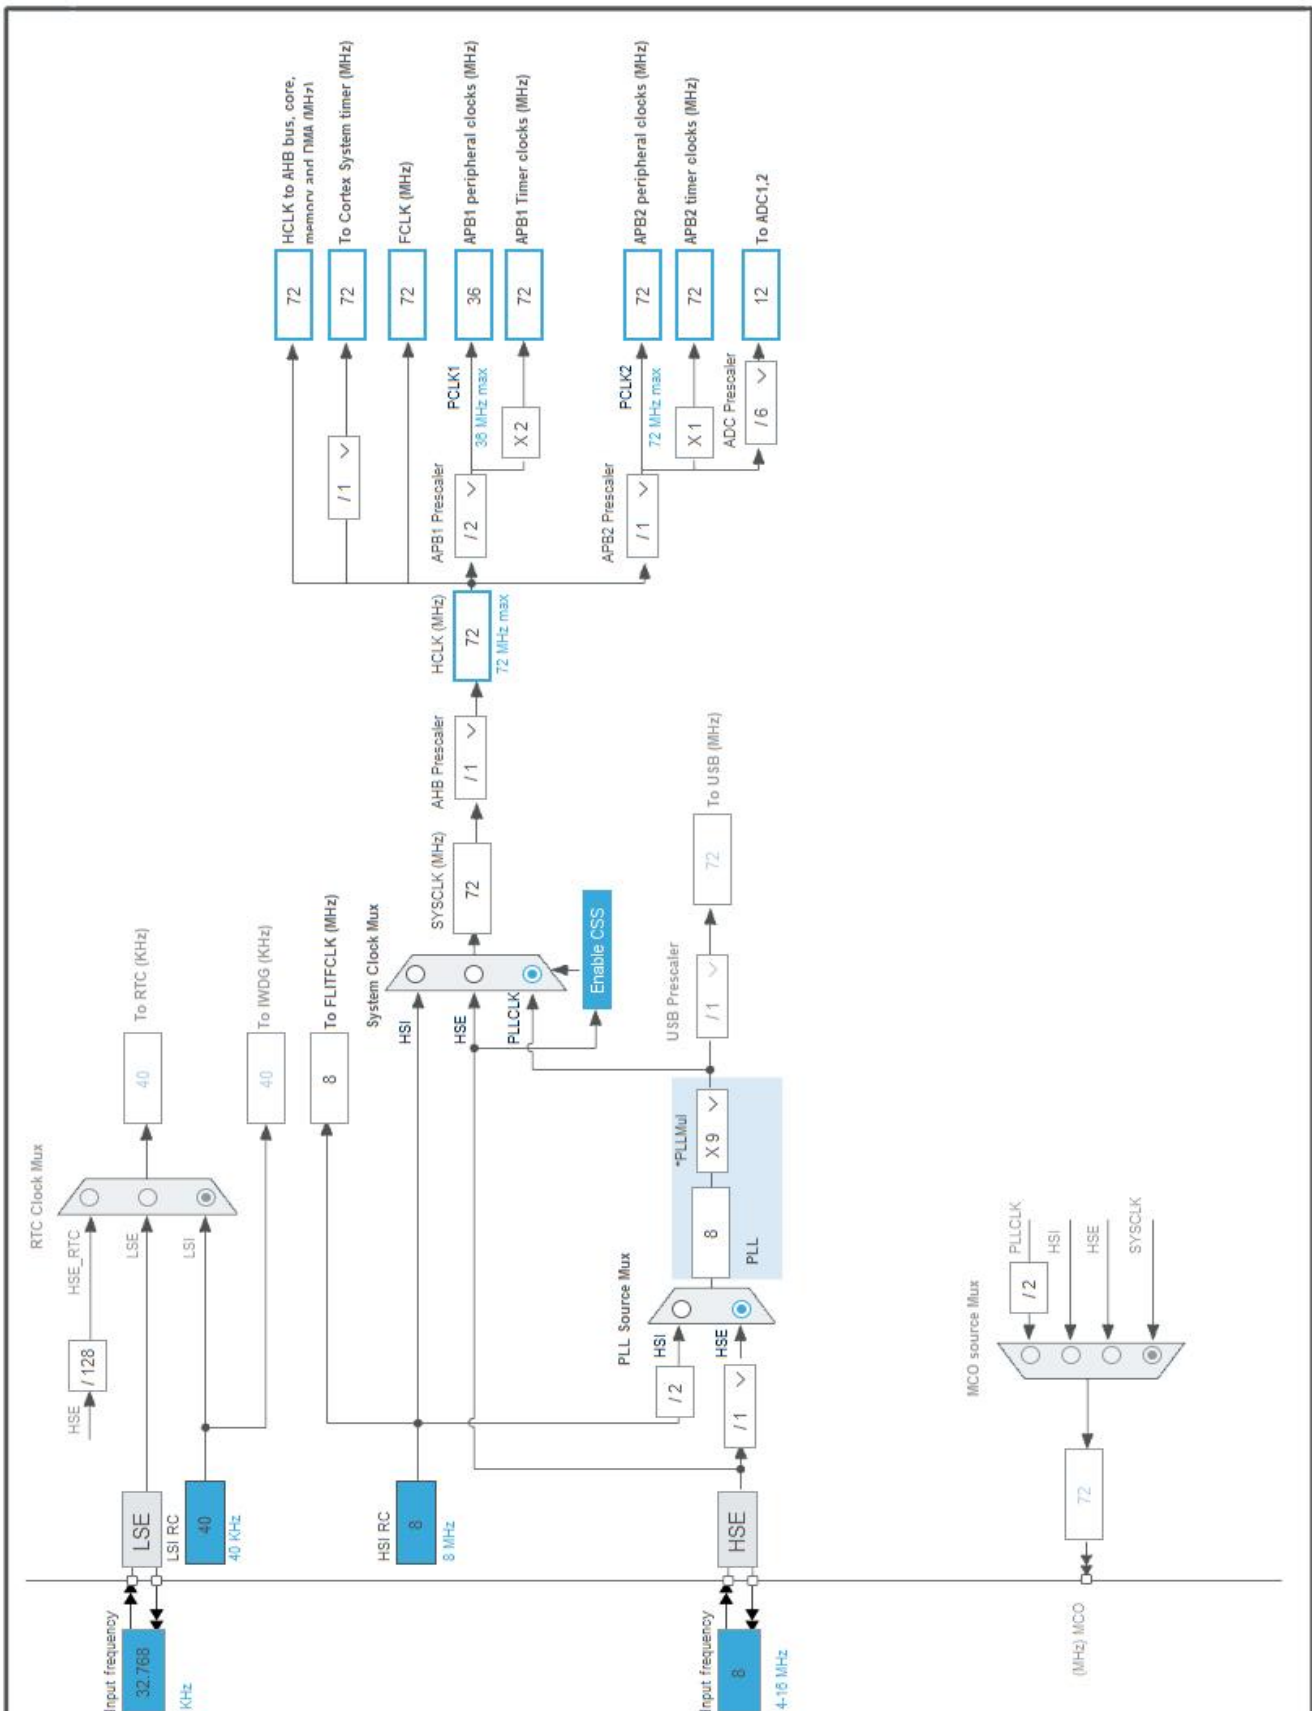 RTC Clock Mux
HSE
/ 128
HSE_RTC
LSE
LSI
40
To RTC (KHz)
Input frequency
32.768
KHz
LSE
LSI RC
40
40 KHz
40
To IWDG (KHz)
8
To FLITFCLK (MHz)
HSI RC
8
8 MHz
System Clock Mux
HSI
HSE
PLLCLK
Enable CSS
SYSCLK (MHz)
72
AHB Prescaler
/ 1
HCLK (MHz)
72
72 MHz max
72
HCLK to AHB bus, core,
memory and DMA (MHz)
/ 1
72
To Cortex System timer (MHz)
72
FCLK (MHz)
APB1 Prescaler
/ 2
PCLK1
36 MHz max
36
APB1 peripheral clocks (MHz)
X 2
72
APB1 Timer clocks (MHz)
APB2 Prescaler
/ 1
PCLK2
72 MHz max
72
APB2 peripheral clocks (MHz)
X 1
72
APB2 timer clocks (MHz)
ADC Prescaler
/ 6
12
To ADC1,2
PLL Source Mux
/ 2
HSI
HSE
/ 1
8
PLL
*PLLMul
X 9
USB Prescaler
/ 1
72
To USB (MHz)
Input frequency
8
4-16 MHz
HSE
MCO source Mux
(MHz) MCO
72
/ 2
PLLCLK
HSI
HSE
SYSCLK